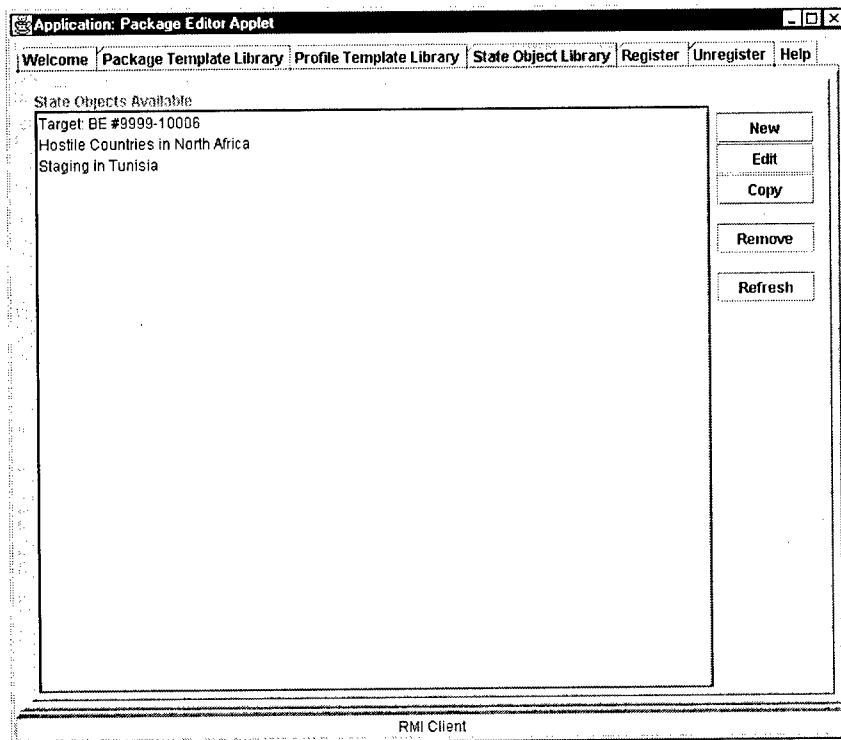 Application: Package Editor Applet
Welcome Package Template Library Profile Template Library State Object Library Register Unregister Help
State Objects Available
Target: BE #9999-10006
Hostile Countries in North Africa
Staging in Tunisia
New
Edit
Copy
Remove
Refresh
RMI Client